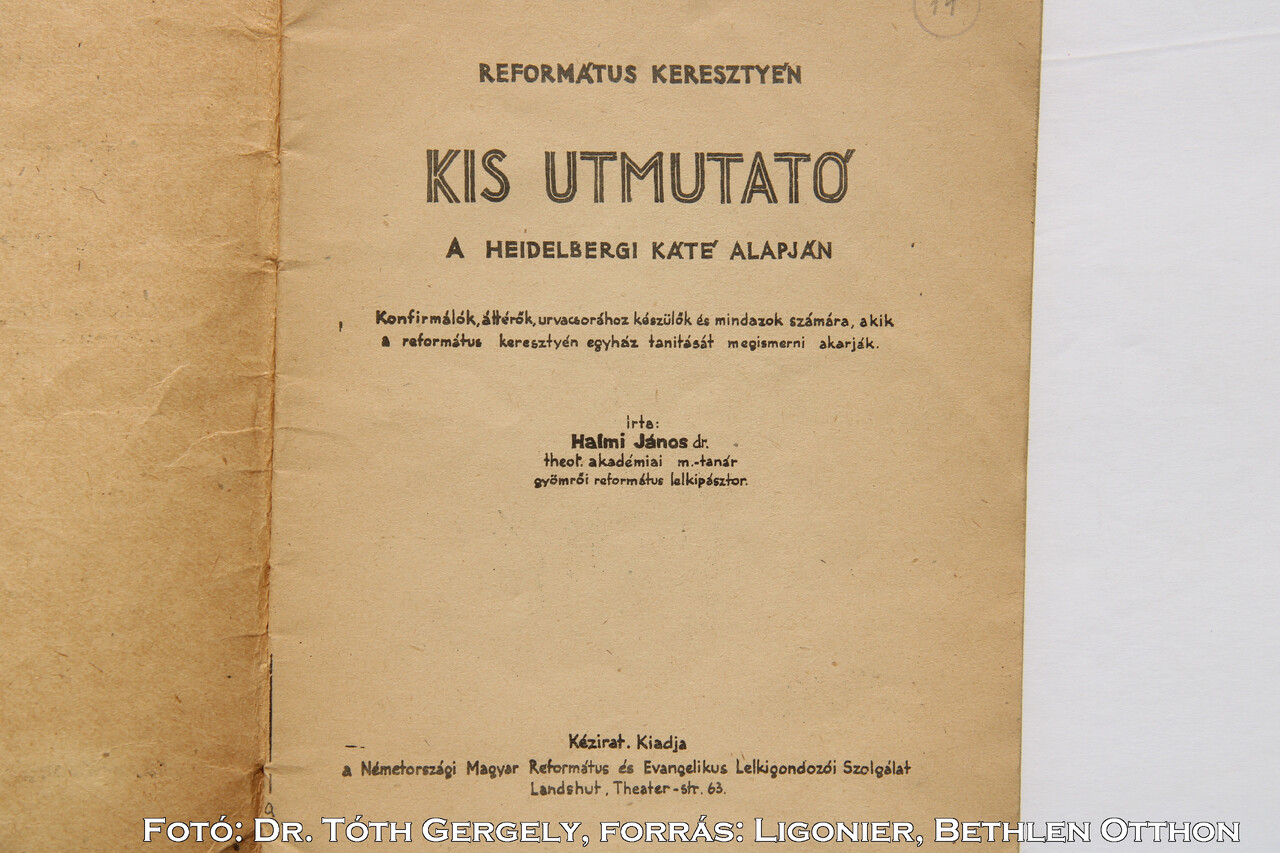 11
REFORMÁTUS KERESZTYÉN
KIS UTMUTATÓ
A HEIDELBERGI KÁTÉ ALAPJÁN
Konfirmálók, áttérők, urvacsorához készülők és mindazok számára, akik
a református keresztyén egyház tanitását megismerni akarják.
irta:
Halmi János dr.
theol. akadémiai m.-tanár
gyömrői református lelkipásztor.
Kézirat. Kiadja
a Németországi Magyar Református és Evangelikus Lelkigondozói Szolgálat
Landshut, Theater-str. 63.
FOTÓ: DR. TÓTH GERGELY, FORRÁS: LIGONIER, BETHLEN OTTHON